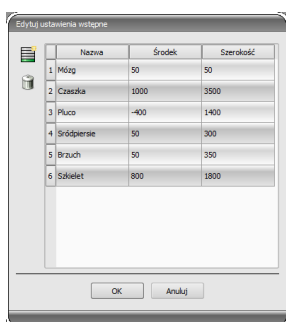 Edytuj ustawienia wstępne
Nazwa Środek Szerokość
1 Mózg 50 50
2 Czaszka 1000 3500
3 Płuco -400 1400
4 Śródpiersie 50 300
5 Brzuch 50 350
6 Szkielet 800 1800
OK Anuluj